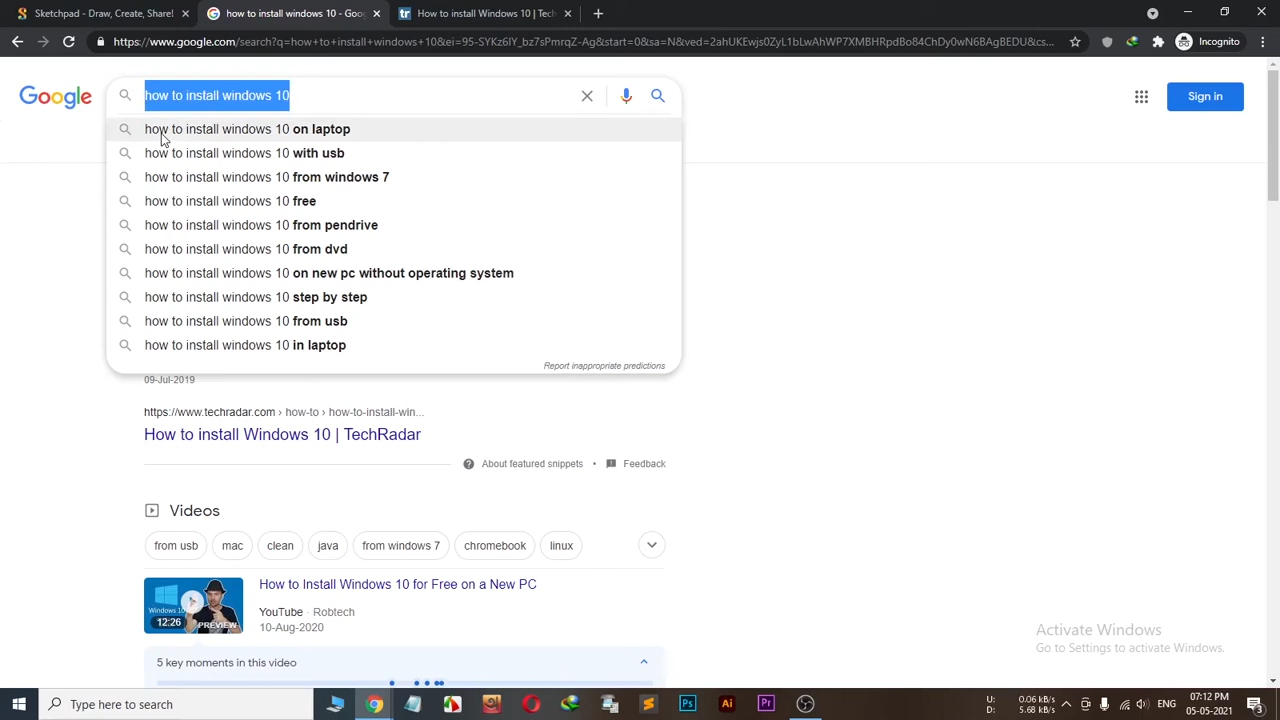 Sketchpad - Draw, Create, Share!
how to install windows 10 - Goo
How to install Windows 10 | Tech
https://www.google.com/search?q=how+to+install+windows+10&ei=95-SYKz6IY_bz7sPmrqZ-Ag&start=0&sa=N&ved=2ahUKEwjs0ZyL1bLwAhWP7XMBHRpdBo84ChDy0wN6BAgBEDU&cs...
Incognito
Google
how to install windows 10
Sign in
how to install windows 10 on laptop
how to install windows 10 with usb
how to install windows 10 from windows 7
how to install windows 10 free
how to install windows 10 from pendrive
how to install windows 10 from dvd
how to install windows 10 on new pc without operating system
how to install windows 10 step by step
how to install windows 10 from usb
how to install windows 10 in laptop
Report inappropriate predictions
09-Jul-2019
https://www.techradar.com › how-to › how-to-install-win...
How to install Windows 10 | TechRadar
About featured snippets • Feedback
Videos
from usb mac clean java from windows 7 chromebook linux
How to Install Windows 10 for Free on a New PC
YouTube · Robtech
10-Aug-2020
Windows 10
12:26 PREVIEW
5 key moments in this video
Activate Windows
Go to Settings to activate Windows.
Type here to search
U: 0.06 kB/s
D: 5.68 kB/s
ENG
07:12 PM
05-05-2021
3